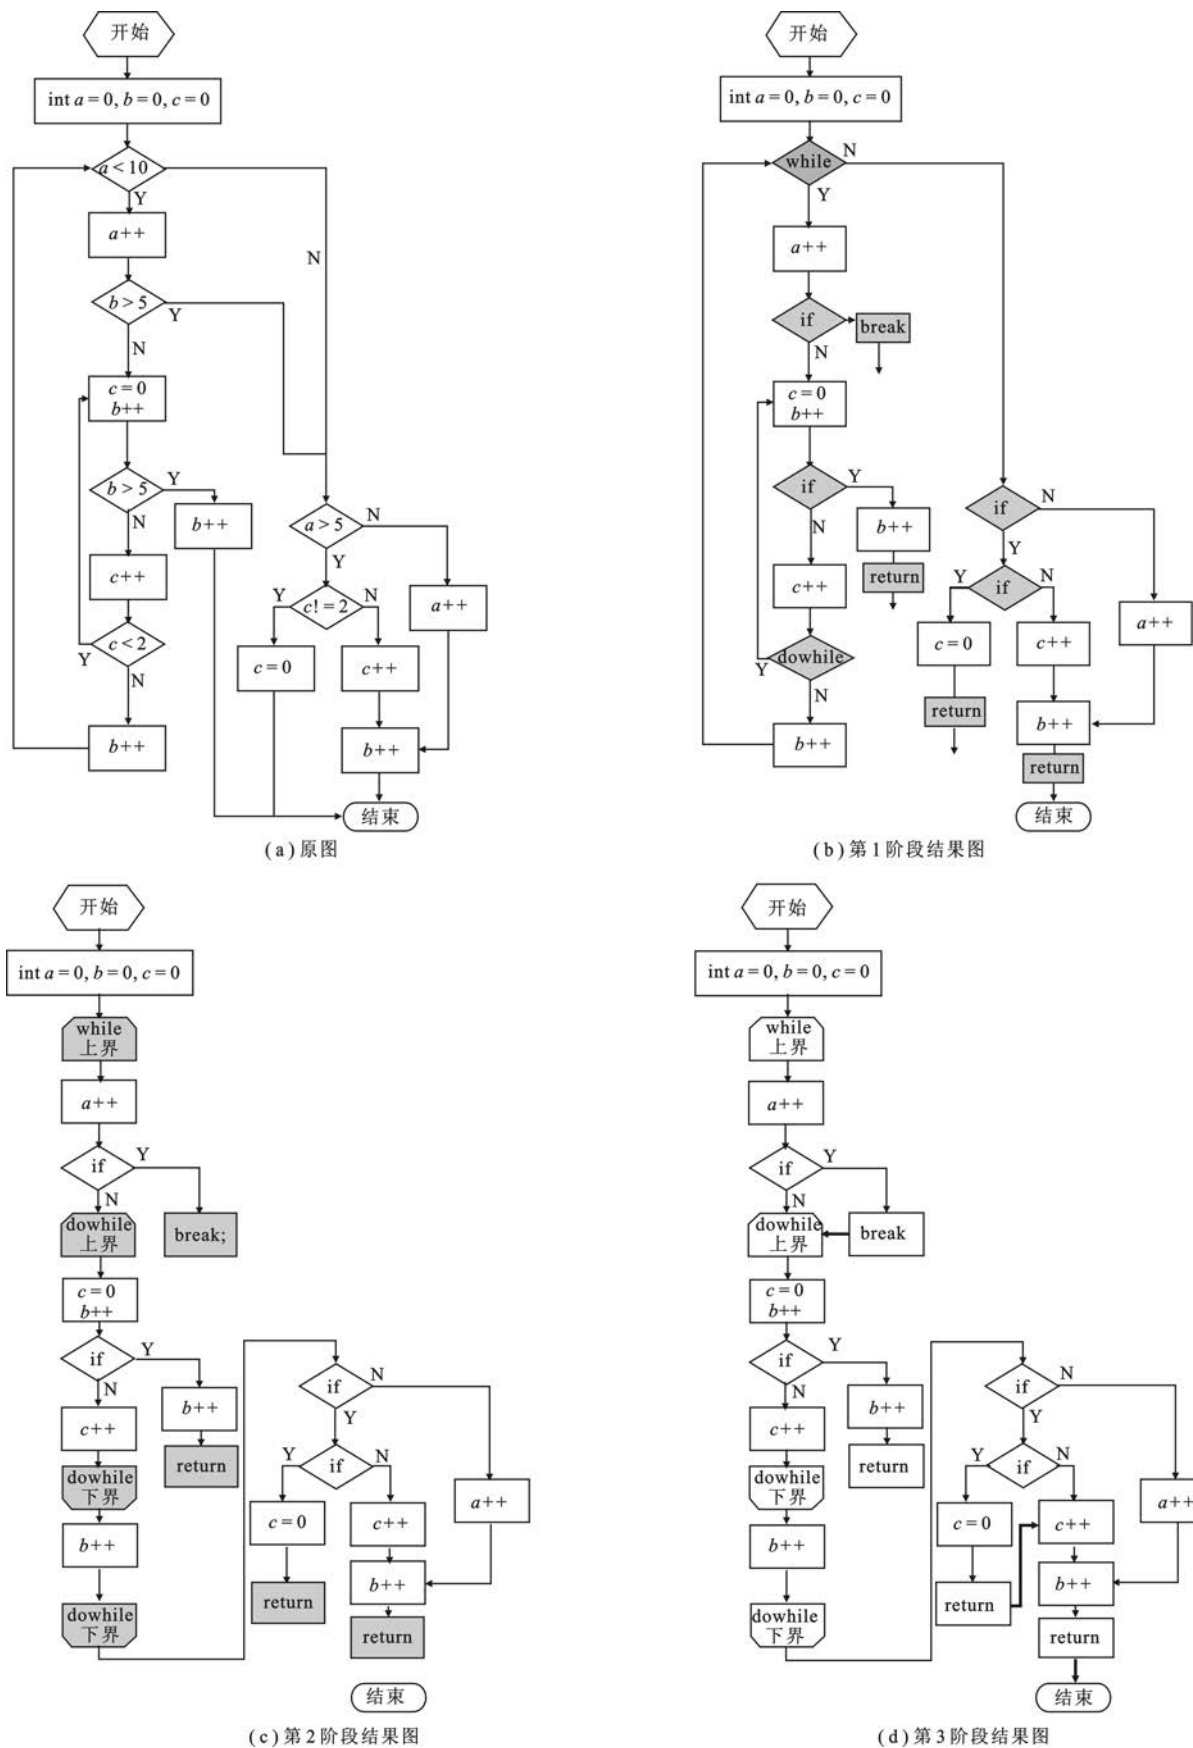 开始
int a = 0, b = 0, c = 0
a < 10
Y
a++
N
b > 5
Y
N
c = 0
b++
b > 5
Y
N
b++
a > 5
N
Y
c++
Y
c! = 2
N
a++
c < 2
Y
N
c = 0
c++
b++
b++
结束
(a)原图
开始
int a = 0, b = 0, c = 0
while
N
Y
a++
if
break
N
c = 0
b++
if
Y
N
b++
if
N
Y
return
c++
Y
if
N
a++
c = 0
c++
dowhile
Y
N
return
b++
b++
return
结束
(b)第1阶段结果图
开始
int a = 0, b = 0, c = 0
while
上界
a++
if
Y
N
dowhile
上界
break;
c = 0
b++
if
Y
N
b++
if
N
Y
c++
return
Y
if
N
dowhile
下界
a++
c = 0
c++
b++
b++
return
dowhile
下界
return
结束
(c)第2阶段结果图
开始
int a = 0, b = 0, c = 0
while
上界
a++
if
Y
N
dowhile
上界
break
c = 0
b++
if
Y
N
b++
if
N
Y
c++
return
Y
if
N
dowhile
下界
a++
c = 0
c++
b++
b++
return
dowhile
下界
return
结束
(d)第3阶段结果图